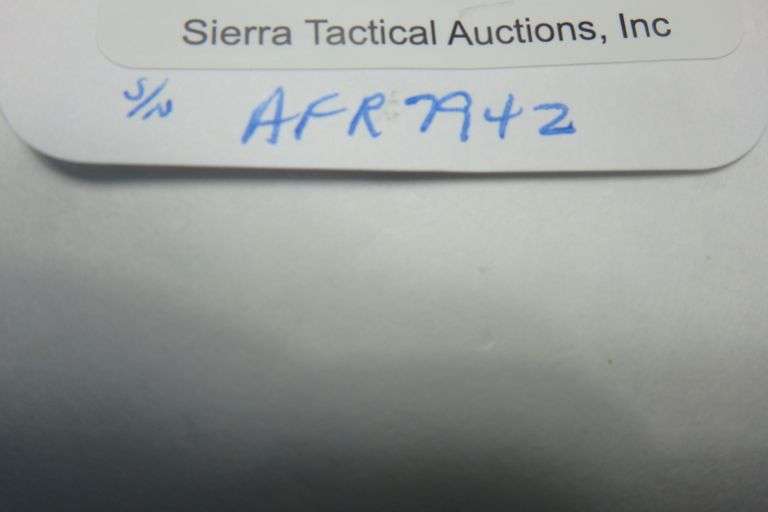 Sierra Tactical Auctions, Inc
S/N AFR7942